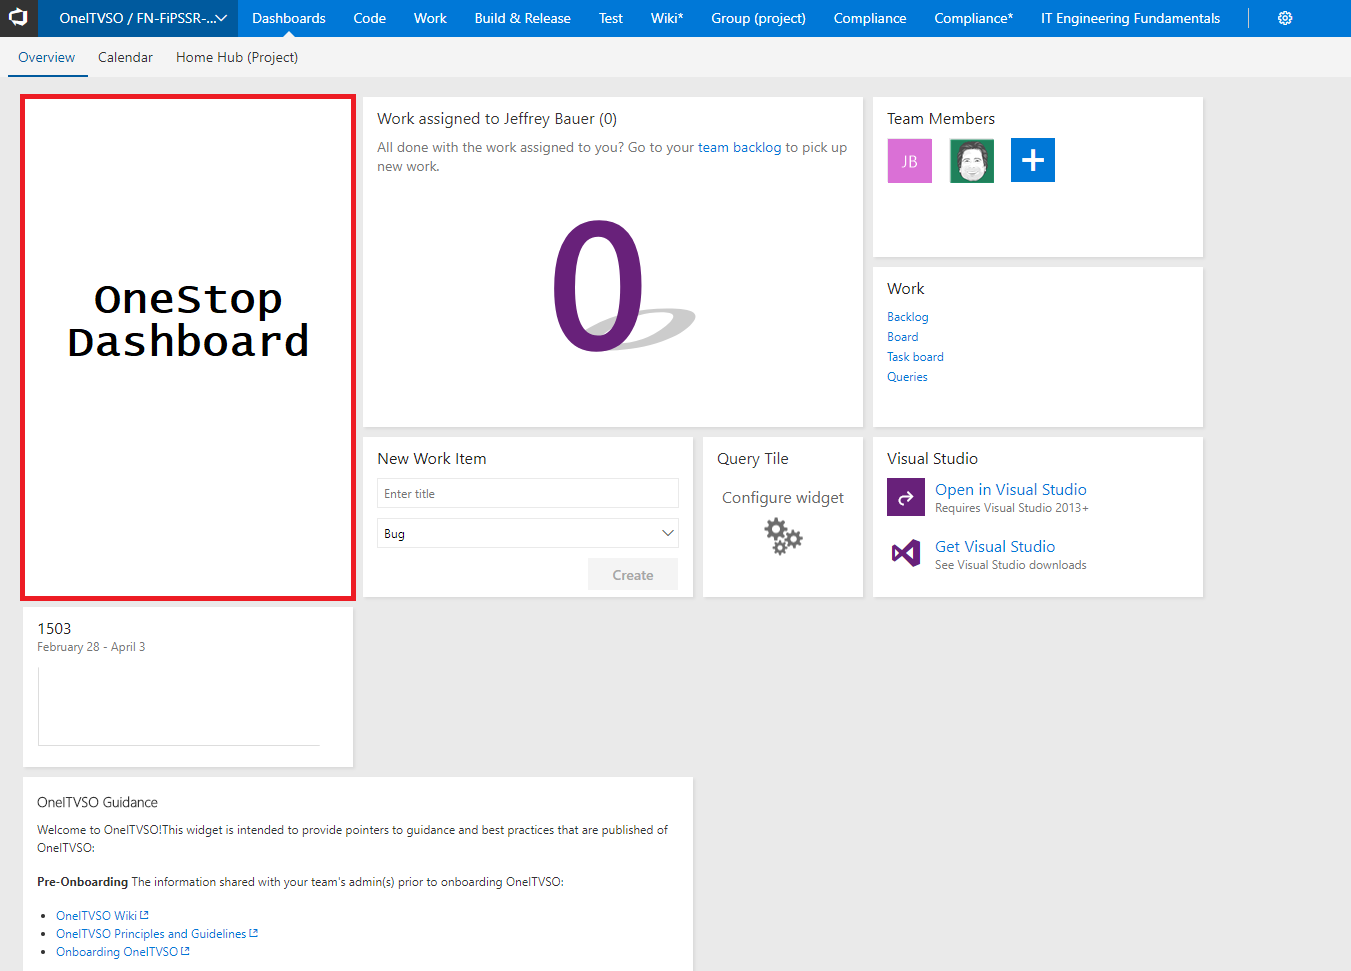 OneITVSO / FN-FiPSSR-...
Dashboards
Code
Work
Build & Release
Test
Wiki*
Group (project)
Compliance
Compliance*
IT Engineering Fundamentals
Overview
Calendar
Home Hub (Project)
OneStop
Dashboard
Work assigned to Jeffrey Bauer (0)
All done with the work assigned to you? Go to your team backlog to pick up
new work.
0
Team Members
JB
Work
Backlog
Board
Task board
Queries
New Work Item
Enter title
Bug
Create
Query Tile
Configure widget
Visual Studio
Open in Visual Studio
Requires Visual Studio 2013+
Get Visual Studio
See Visual Studio downloads
1503
February 28 - April 3
OneITVSO Guidance
Welcome to OneITVSO!This widget is intended to provide pointers to guidance and best practices that are published of
OneITVSO:
Pre-Onboarding The information shared with your team's admin(s) prior to onboarding OneITVSO:
OneITVSO Wiki
OneITVSO Principles and Guidelines
Onboarding OneITVSO